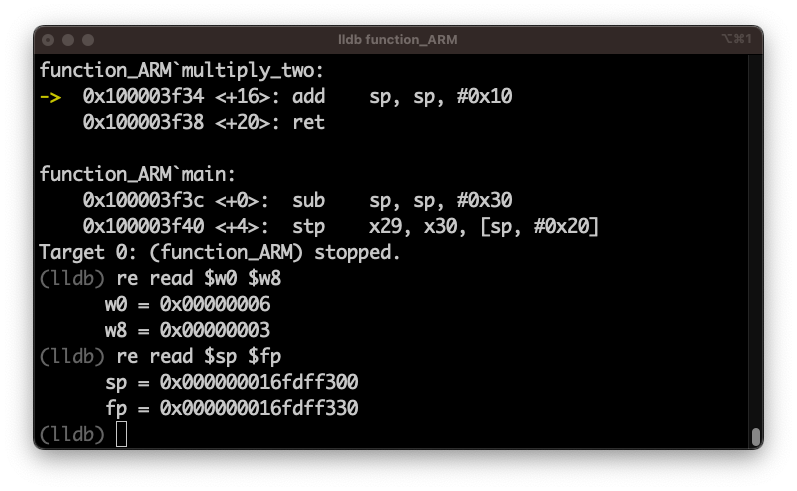 lldb function_ARM
⌥⌘1
function_ARM`multiply_two:
->  0x100003f34 <+16>: add    sp, sp, #0x10
    0x100003f38 <+20>: ret

function_ARM`main:
    0x100003f3c <+0>:  sub    sp, sp, #0x30
    0x100003f40 <+4>:  stp    x29, x30, [sp, #0x20]
Target 0: (function_ARM) stopped.
(lldb) re read $w0 $w8
      w0 = 0x00000006
      w8 = 0x00000003
(lldb) re read $sp $fp
      sp = 0x000000016fdff300
      fp = 0x000000016fdff330
(lldb)